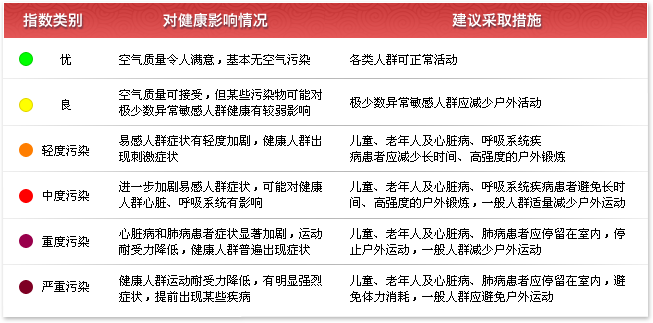 指数类别 对健康影响情况 建议采取措施
优 空气质量令人满意，基本无空气污染 各类人群可正常活动
空气质量可接受，但某些污染物可能对
良 极少数异常敏感人群应减少户外活动
极少数异常敏感人群健康有较弱影响
易感人群症状有轻度加剧，健康人群出 儿童、老年人及心脏病、呼吸系统疾
轻度污染
现刺激症状 病患者应减少长时间、高强度的户外锻炼
进一步加剧易感人群症状，可能对健康 儿童、老年人及心脏病、呼吸系统疾病患者避免长时
中度污染
人群心脏、呼吸系统有影响 间、高强度的户外锻炼，一般人群适量减少户外运动
心脏病和肺病患者症状显著加剧，运动 儿童、老年人及心脏病、肺病患者应停留在室内，停
重度污染
耐受力降低，健康人群普遍出现症状 止户外运动，一般人群减少户外运动
健康人群运动耐受力降低，有明显强烈 儿童、老年人及心脏病、肺病患者应停留在室内，避
严重污染
症状，提前出现某些疾病 免体力消耗，一般人群应避免户外运动